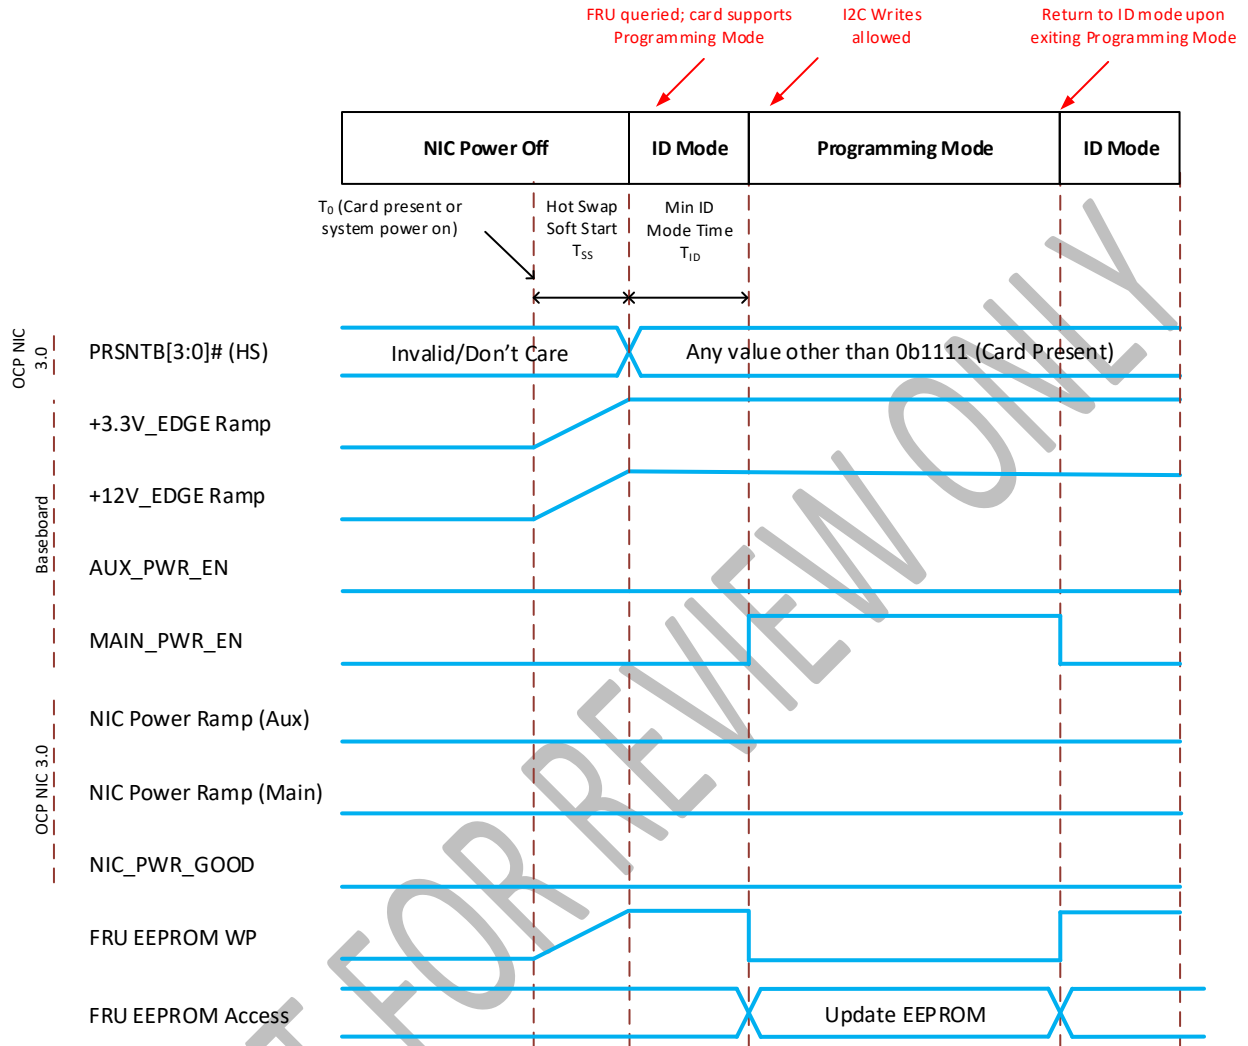 FRU queried; card supports
Programming Mode
I2C Writes
allowed
Return to ID mode upon
exiting Programming Mode
NIC Power Off
ID Mode
Programming Mode
ID Mode
T0 (Card present or
system power on)
Hot Swap
Soft Start
TSS
Min ID
Mode Time
TID
OCP NIC
3.0
PRSNTB[3:0]# (HS)
Invalid/Don't Care
Any value other than 0b1111 (Card Present)
Baseboard
+3.3V_EDGE Ramp
+12V_EDGE Ramp
AUX_PWR_EN
MAIN_PWR_EN
OCP NIC 3.0
NIC Power Ramp (Aux)
NIC Power Ramp (Main)
NIC_PWR_GOOD
FRU EEPROM WP
FRU EEPROM Access
Update EEPROM
FOR REVIEW ONLY